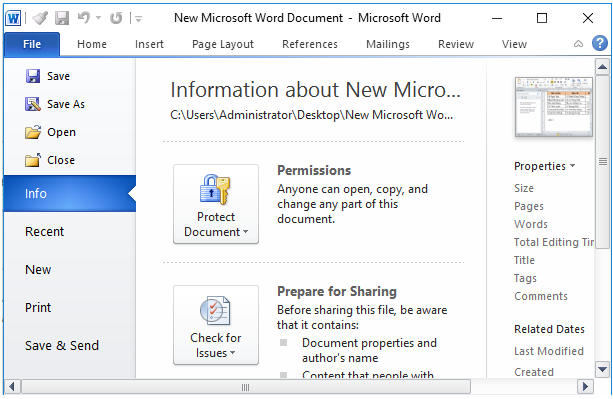 New Microsoft Word Document - Microsoft Word
File Home Insert Page Layout References Mailings Review View
Save
Save As
Open
Close
Info
Recent
New
Print
Save & Send
Information about New Micro...
C:\Users\Administrator\Desktop\New Microsoft Wo...
Protect
Document
Permissions
Anyone can open, copy, and
change any part of this
document.
Check for
Issues
Prepare for Sharing
Before sharing this file, be aware
that it contains:
Document properties and
author's name
Content that people with
Properties
Size
Pages
Words
Total Editing Tir
Title
Tags
Comments
Related Dates
Last Modified
Created